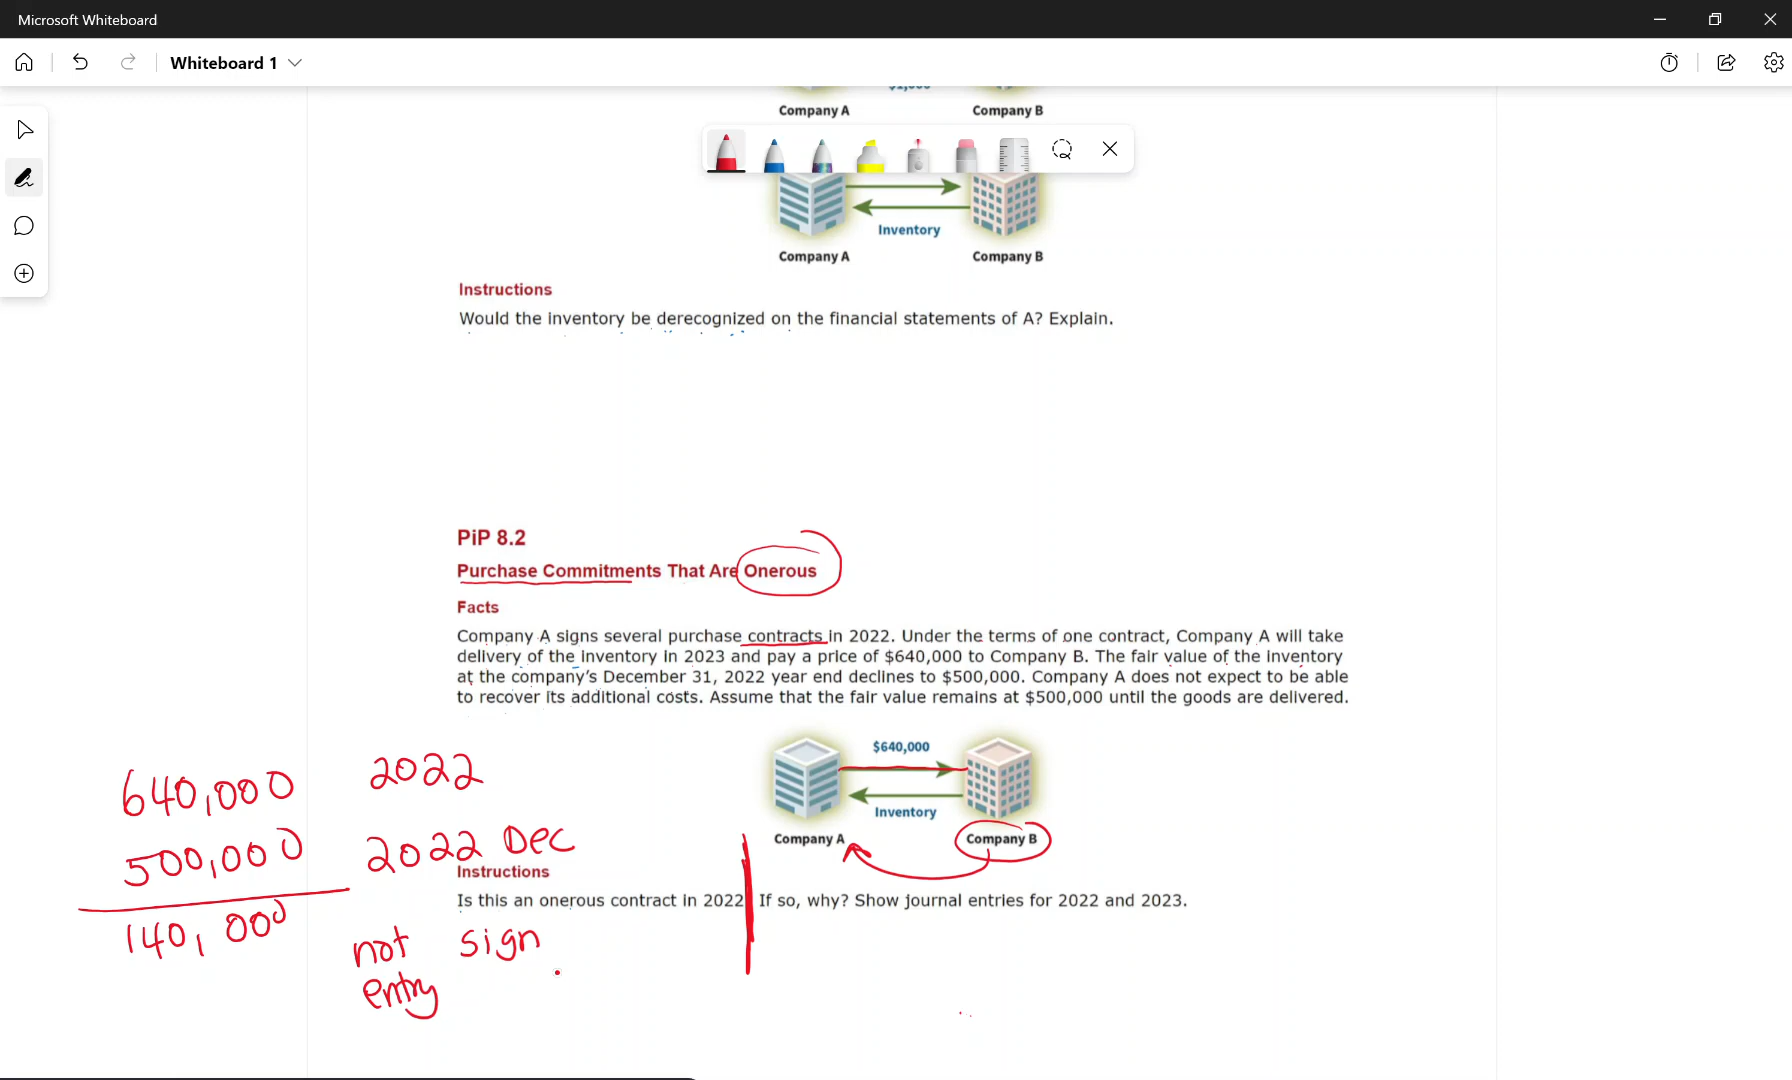 Microsoft Whiteboard
Whiteboard 1
$1,000
Company A Company B
Inventory
Company A Company B
Instructions
Would the inventory be derecognized on the financial statements of A? Explain.
PiP 8.2
Purchase Commitments That Are Onerous
Facts
Company A signs several purchase contracts in 2022. Under the terms of one contract, Company A will take
delivery of the inventory in 2023 and pay a price of $640,000 to Company B. The fair value of the inventory
at the company's December 31, 2022 year end declines to $500,000. Company A does not expect to be able
to recover its additional costs. Assume that the fair value remains at $500,000 until the goods are delivered.
$640,000
Inventory
Company A Company B
640,000 2022
500,000 2022 Dec
140,000
Instructions
Is this an onerous contract in 2022 If so, why? Show journal entries for 2022 and 2023.
not sign
entry